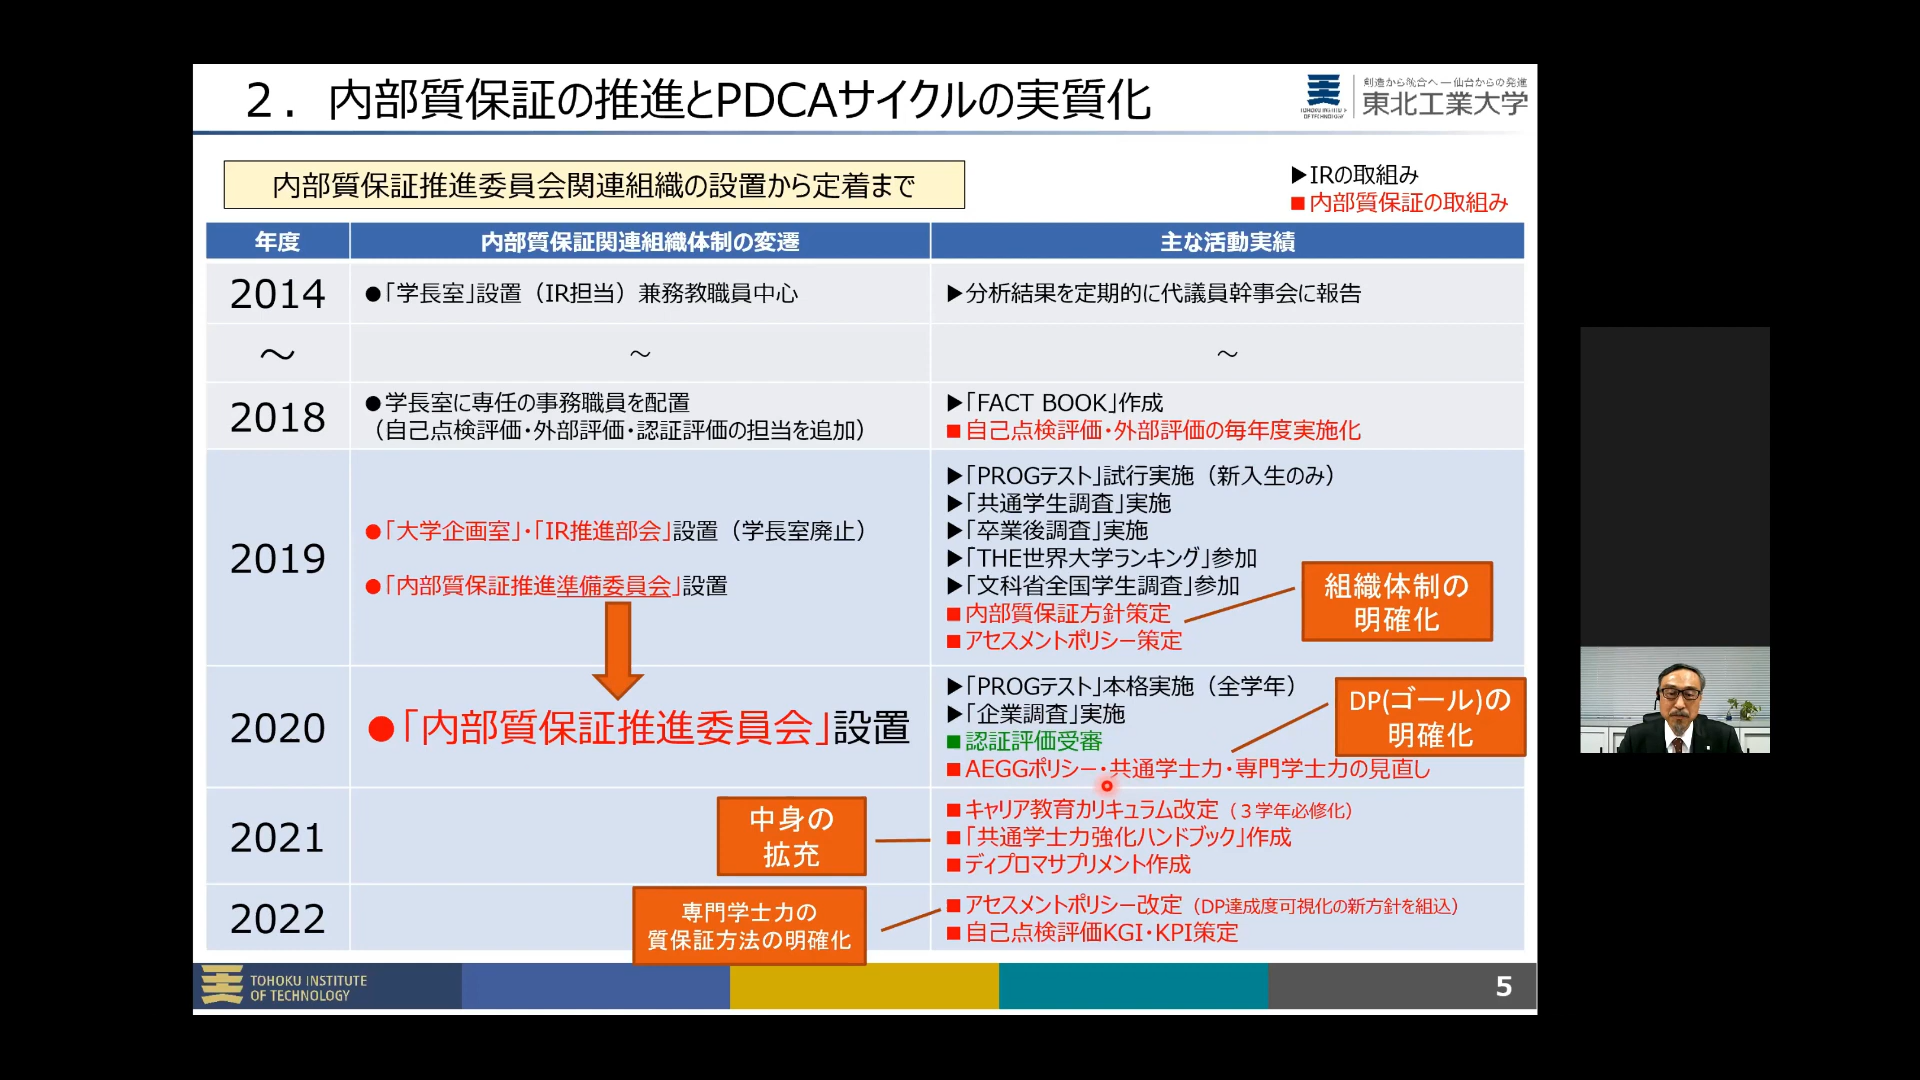 2．内部質保証の推進とPDCAサイクルの実質化
創造から統合へ ― 仙台からの発進
東北工業大学
TOHOKU INSTITUTE
OF TECHNOLOGY
内部質保証推進委員会関連組織の設置から定着まで
▶IRの取組み
■内部質保証の取組み
年度 内部質保証関連組織体制の変遷 主な活動実績
2014
●「学長室」設置（IR担当）兼務教職員中心
▶分析結果を定期的に代議員幹事会に報告
～ ～ ～
2018
●学長室に専任の事務職員を配置
（自己点検評価・外部評価・認証評価の担当を追加）
▶「FACT BOOK」作成
■自己点検評価・外部評価の毎年度実施化
2019
●「大学企画室」・「IR推進部会」設置（学長室廃止）
●「内部質保証推進準備委員会」設置
▶「PROGテスト」試行実施（新入生のみ）
▶「共通学生調査」実施
▶「卒業後調査」実施
▶「THE世界大学ランキング」参加
▶「文科省全国学生調査」参加
■内部質保証方針策定
■アセスメントポリシー策定
組織体制の
明確化
2020
●「内部質保証推進委員会」設置
▶「PROGテスト」本格実施（全学年）
▶「企業調査」実施
■認証評価受審
■AEGGポリシー・共通学士力・専門学士力の見直し
DP(ゴール)の
明確化
2021
中身の
拡充
■キャリア教育カリキュラム改定（３学年必修化）
■「共通学士力強化ハンドブック」作成
■ディプロマサプリメント作成
2022
専門学士力の
質保証方法の明確化
■アセスメントポリシー改定（DP達成度可視化の新方針を組込）
■自己点検評価KGI・KPI策定
TOHOKU INSTITUTE
OF TECHNOLOGY
5